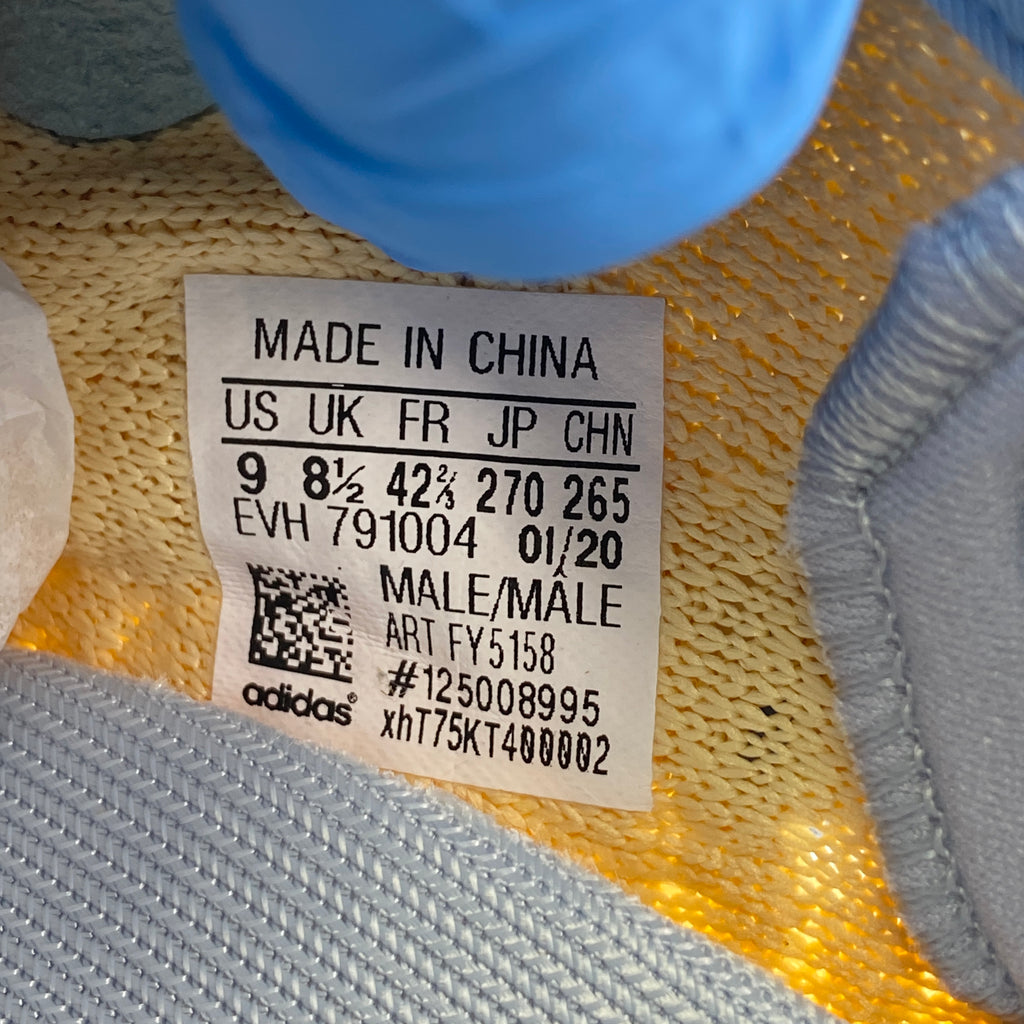 MADE IN CHINA
US UK FR JP CHN
9 8½ 42⅔ 270 265
EVH 791004 01/20
MALE/MÂLE
ART FY5158
#125008995
xhT75KT400002
adidas®